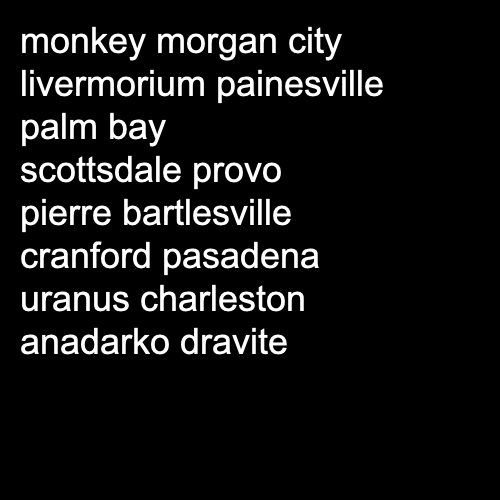 monkey morgan city
livermorium painesville
palm bay
scottsdale provo
pierre bartlesville
cranford pasadena
uranus charleston
anadarko dravite